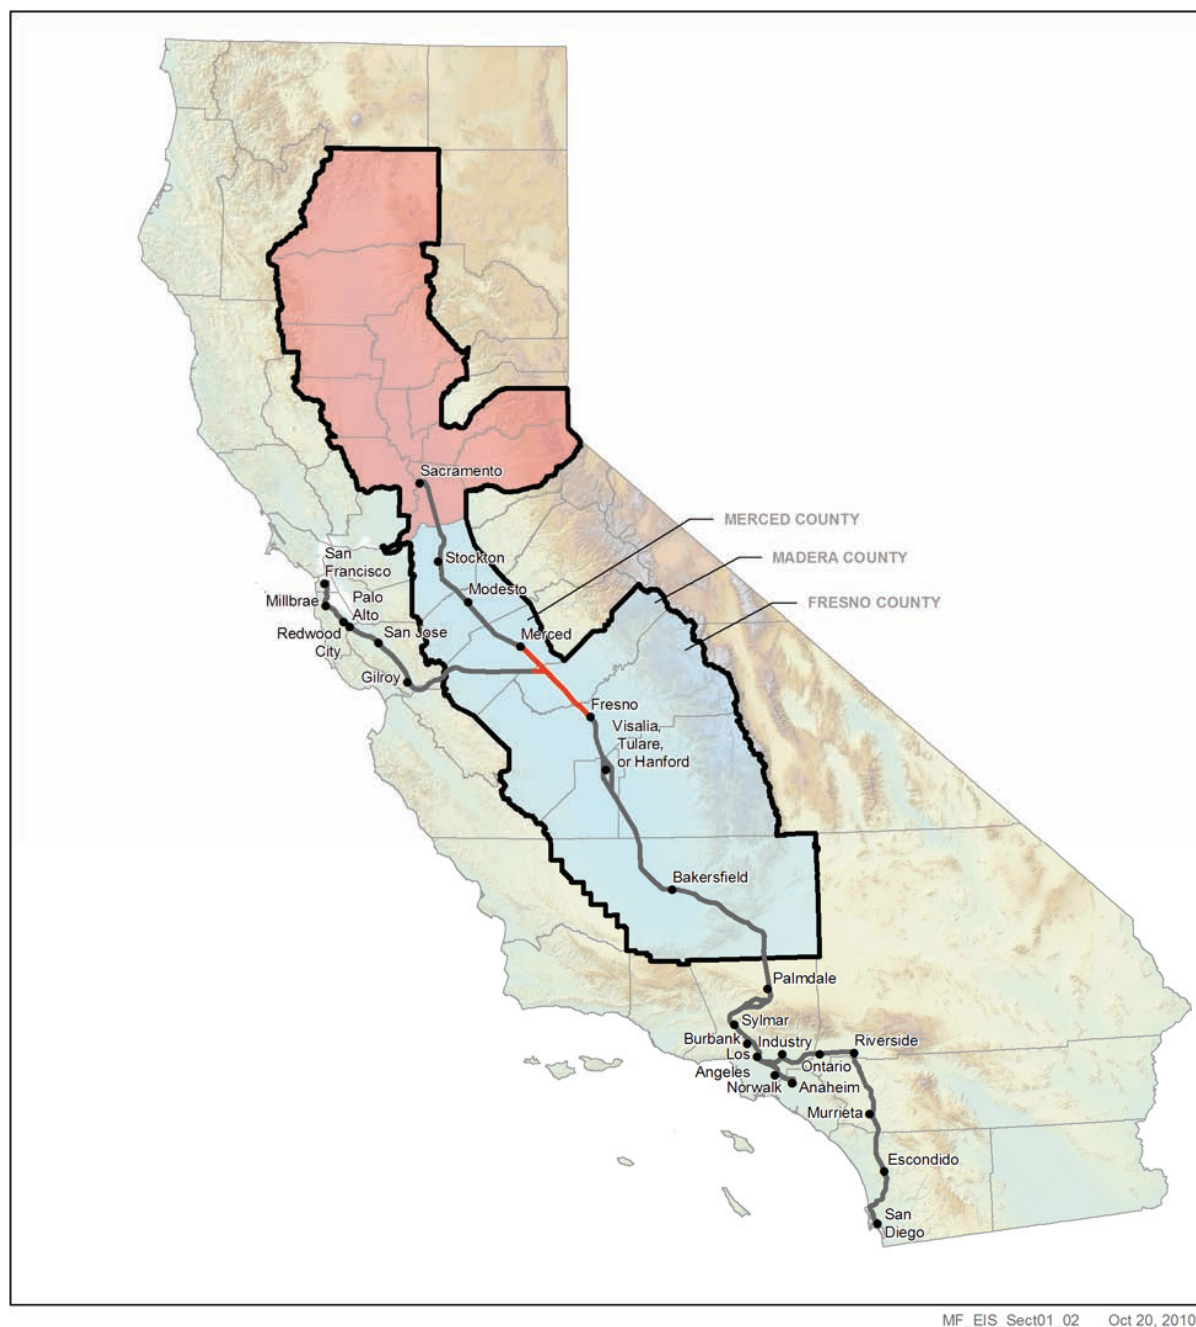 Sacramento
MERCED COUNTY
MADERA COUNTY
FRESNO COUNTY
Stockton
San
Francisco
Modesto
Millbrae
Palo
Alto
Redwood
City
San Jose
Merced
Gilroy
Fresno
Visalia,
Tulare,
or Hanford
Bakersfield
Palmdale
Sylmar
Burbank
Industry
Riverside
Los
Angeles
Ontario
Norwalk
Anaheim
Murrieta
Escondido
San
Diego
MF_EIS_Sect01_02 Oct 20, 2010